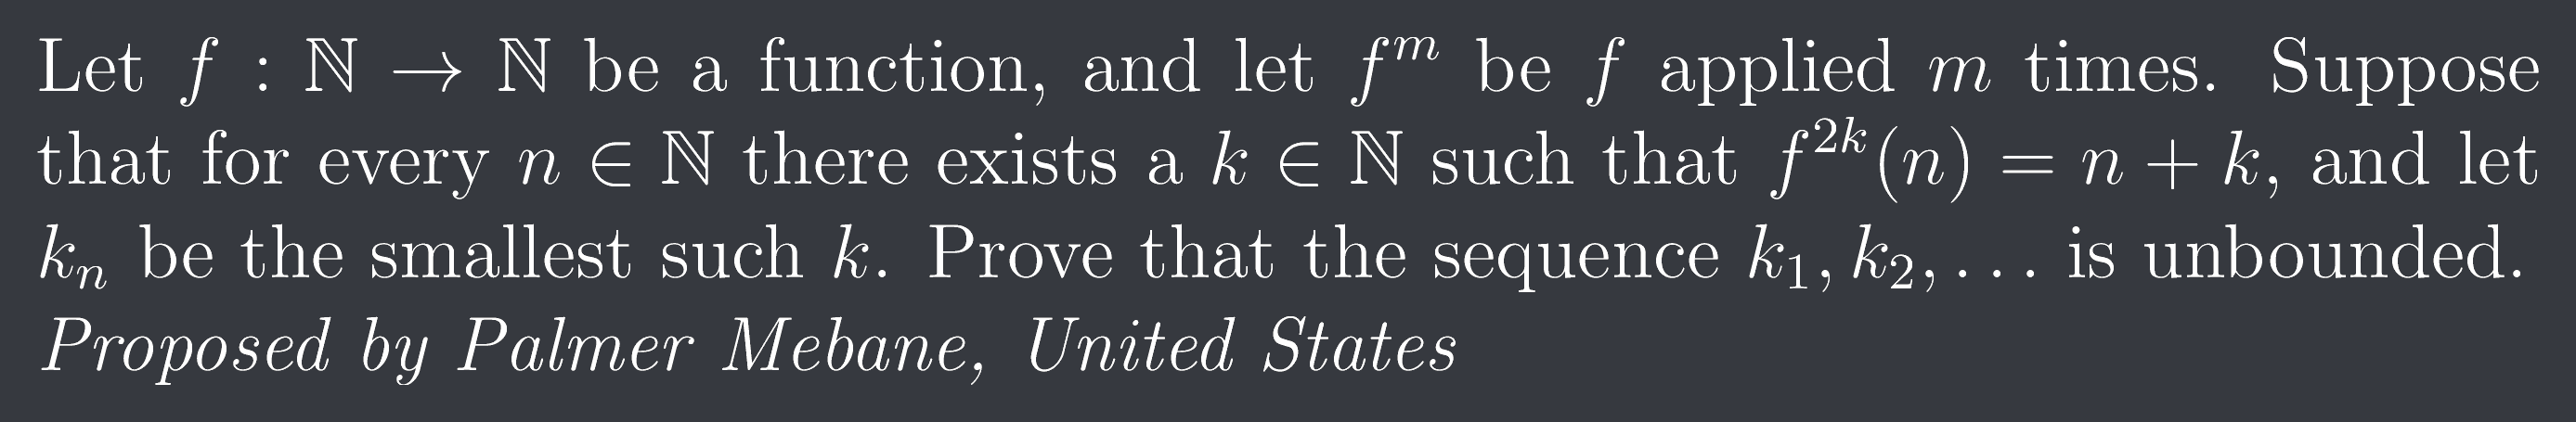 Let f : ℕ → ℕ be a function, and let f^m be f applied m times. Suppose
that for every n ∈ ℕ there exists a k ∈ ℕ such that f^{2k}(n) = n + k, and let
k_n be the smallest such k. Prove that the sequence k_1, k_2, … is unbounded.
Proposed by Palmer Mebane, United States